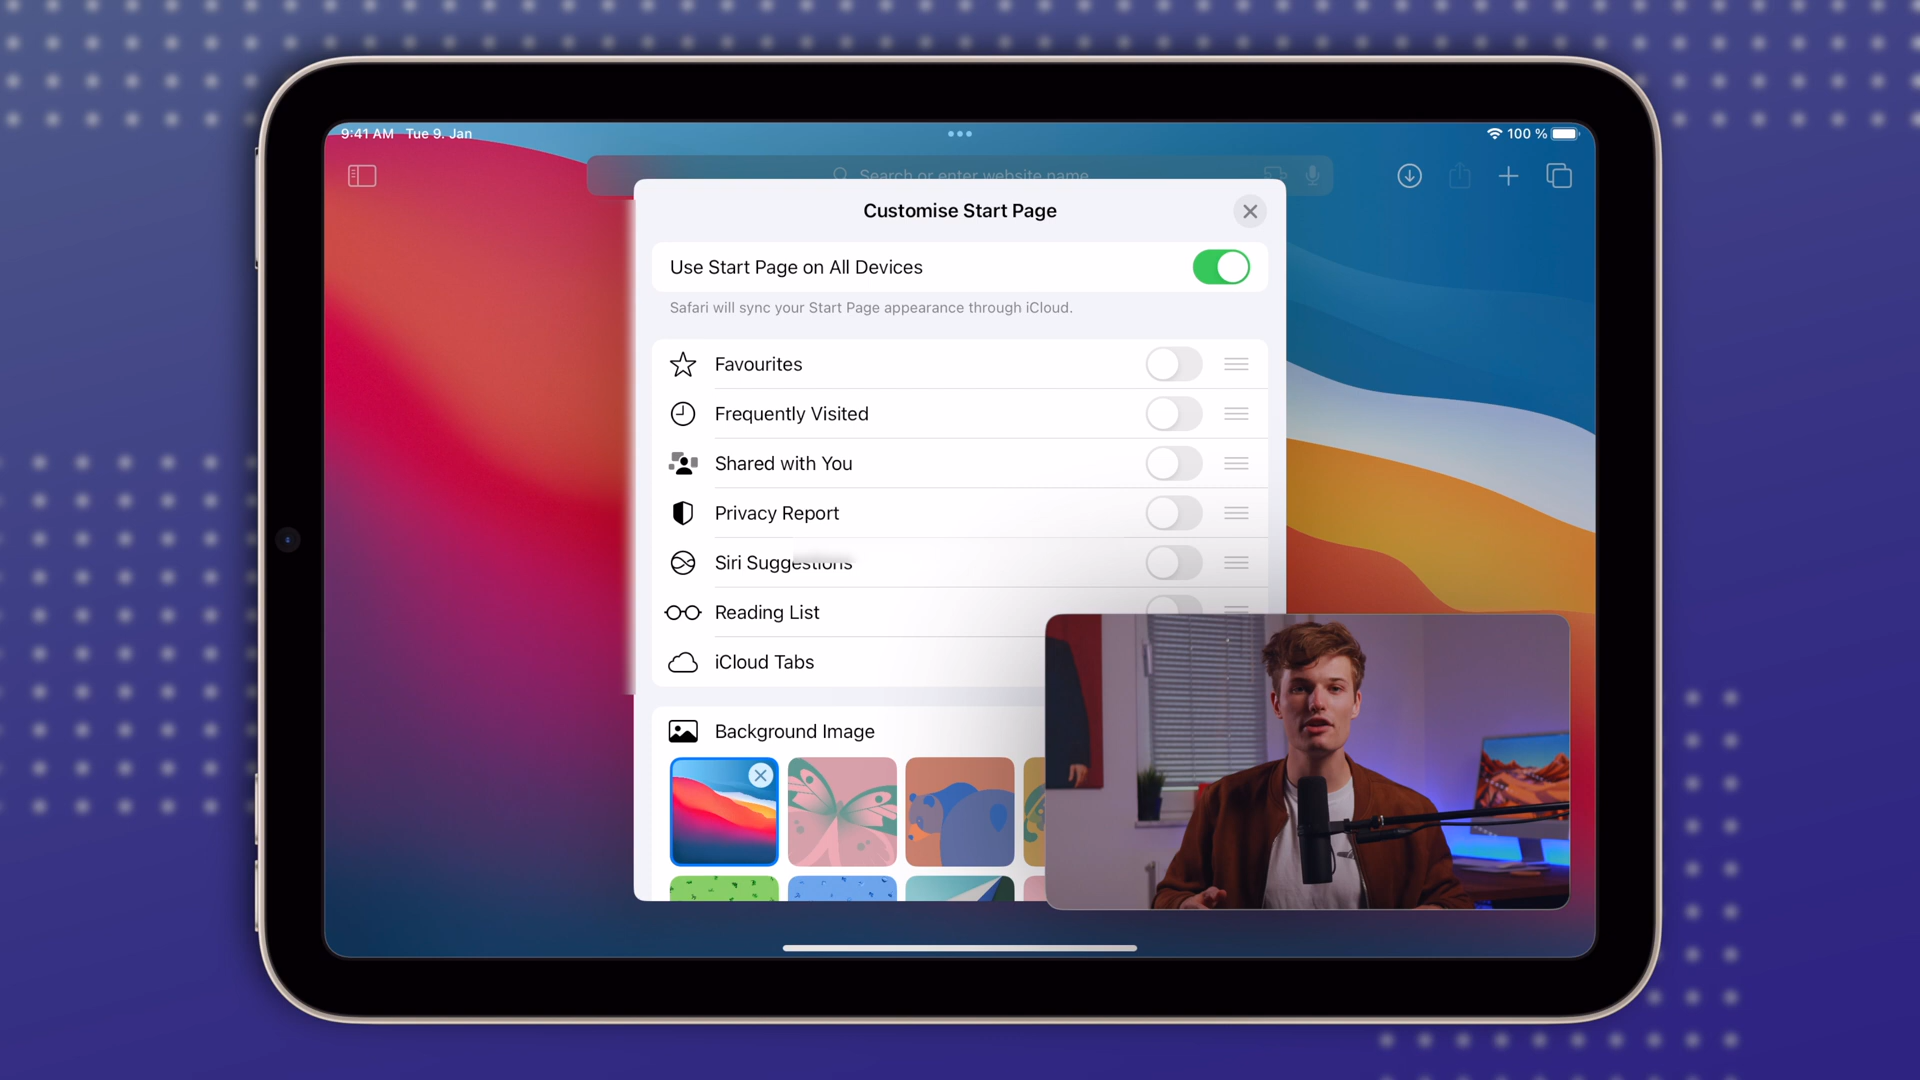 9:41 AM Tue 9. Jan
100 %
Search or enter website name
Customise Start Page
Use Start Page on All Devices
Safari will sync your Start Page appearance through iCloud.
Favourites
Frequently Visited
Shared with You
Privacy Report
Siri Suggestions
Reading List
iCloud Tabs
Background Image